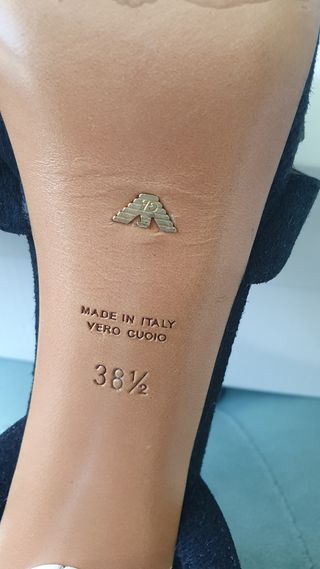 MADE IN ITALY
VERO CUOIO
38½